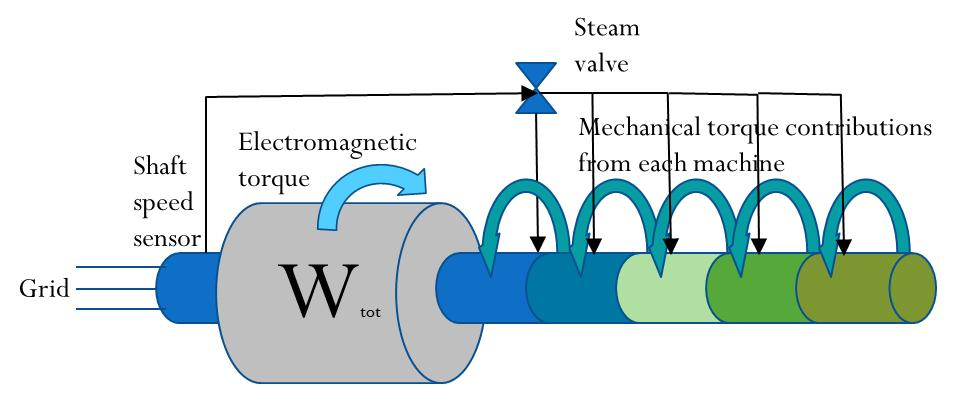 Steam
valve
Mechanical torque contributions
from each machine
Electromagnetic
torque
Shaft
speed
sensor
Grid
W tot